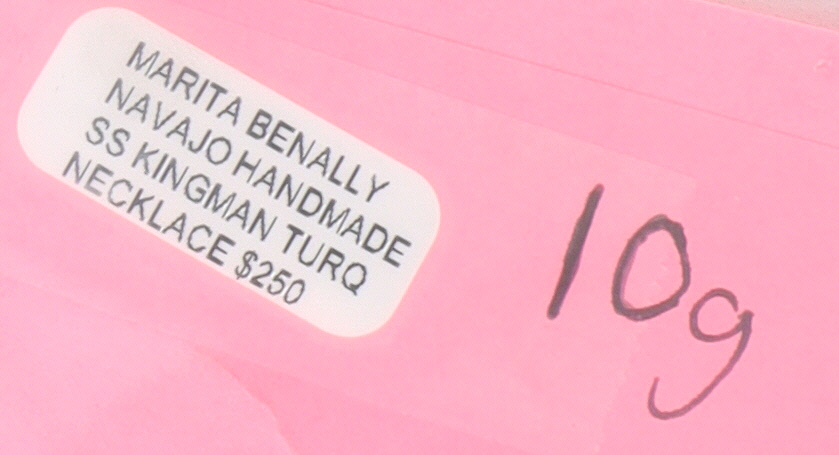 MARITA BENALLY
NAVAJO HANDMADE
SS KINGMAN TURQ
NECKLACE $250
10g